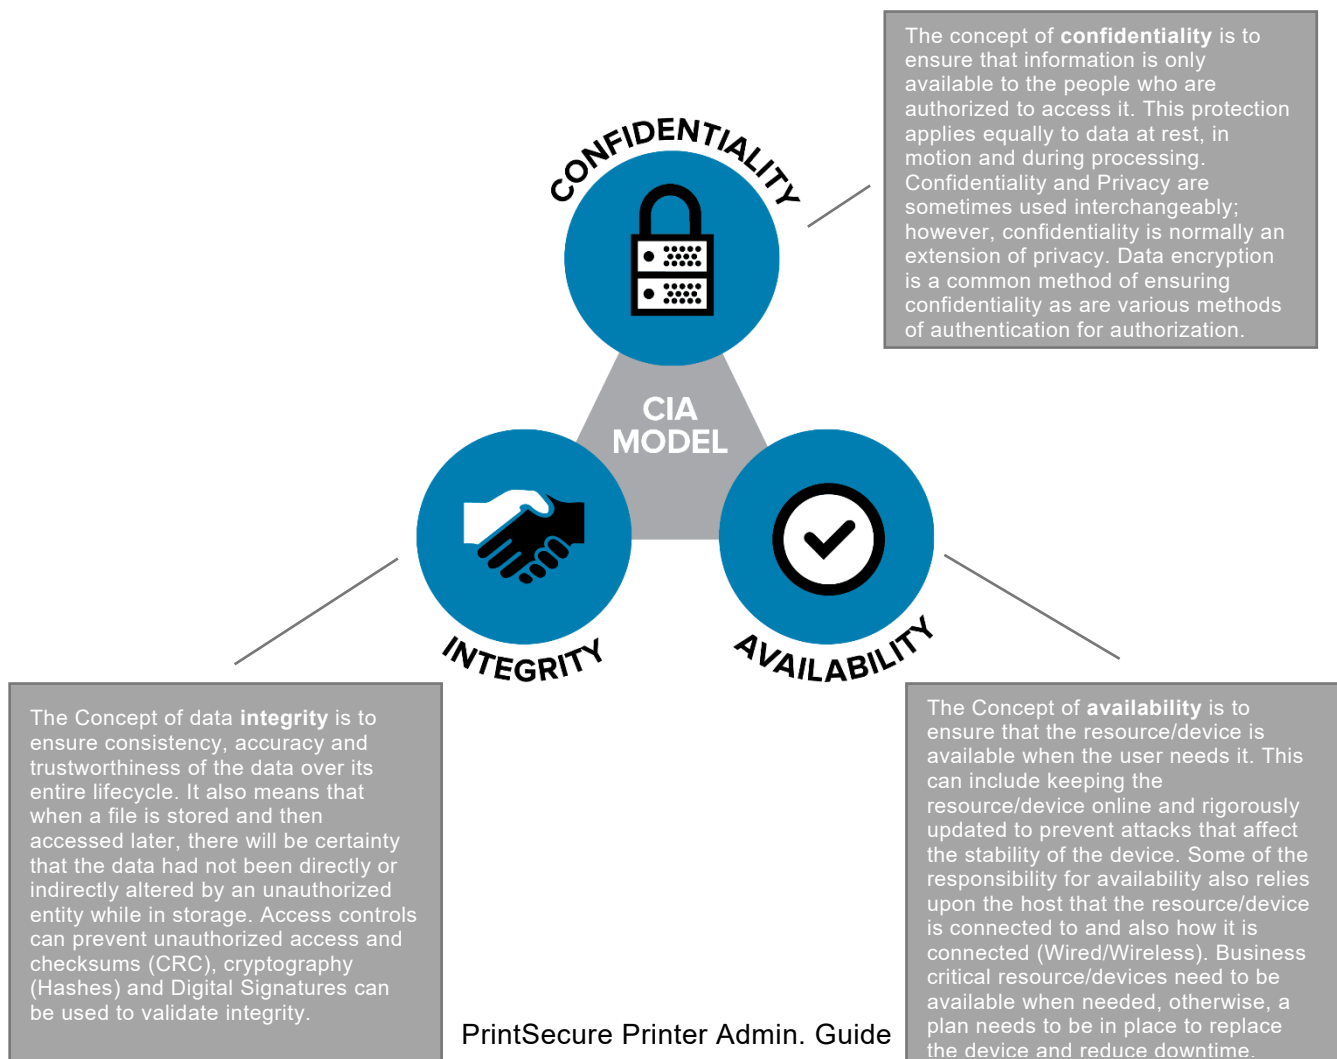 The concept of confidentiality is to
ensure that information is only
available to the people who are
authorized to access it. This protection
applies equally to data at rest, in
motion and during processing.
Confidentiality and Privacy are
sometimes used interchangeably;
however, confidentiality is normally an
extension of privacy. Data encryption
is a common method of ensuring
confidentiality as are various methods
of authentication for authorization.
CONFIDENTIALITY
CIA
MODEL
INTEGRITY
AVAILABILITY
The Concept of data integrity is to
ensure consistency, accuracy and
trustworthiness of the data over its
entire lifecycle. It also means that
when a file is stored and then
accessed later, there will be certainty
that the data had not been directly or
indirectly altered by an unauthorized
entity while in storage. Access controls
can prevent unauthorized access and
checksums (CRC), cryptography
(Hashes) and Digital Signatures can
be used to validate integrity.
The Concept of availability is to
ensure that the resource/device is
available when the user needs it. This
can include keeping the
resource/device online and rigorously
updated to prevent attacks that affect
the stability of the device. Some of the
responsibility for availability also relies
upon the host that the resource/device
is connected to and also how it is
connected (Wired/Wireless). Business
critical resource/devices need to be
available when needed, otherwise, a
plan needs to be in place to replace
the device and reduce downtime.
PrintSecure Printer Admin. Guide